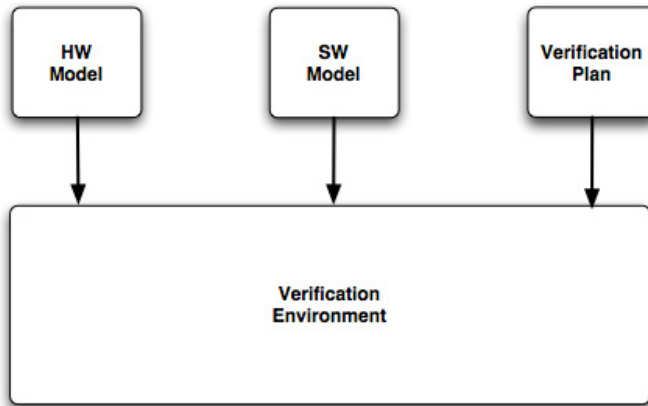 HW
Model
SW
Model
Verification
Plan
Verification
Environment